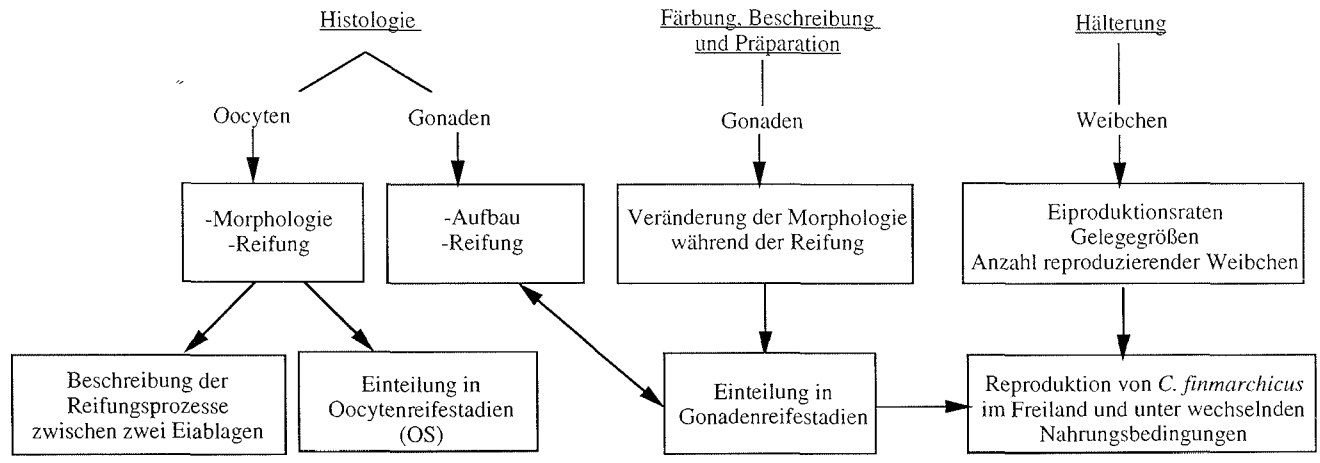 Histologie
Färbung, Beschreibung
und Präparation
Hälterung
Oocyten
Gonaden
Gonaden
Weibchen
-Morphologie
-Reifung
-Aufbau
-Reifung
Veränderung der Morphologie
während der Reifung
Eiproduktionsraten
Gelegegrößen
Anzahl reproduzierender Weibchen
Beschreibung der
Reifungsprozesse
zwischen zwei Eiablagen
Einteilung in
Oocytenreifestadien
(OS)
Einteilung in
Gonadenreifestadien
Reproduktion von C. finmarchicus
im Freiland und unter wechselnden
Nahrungsbedingungen